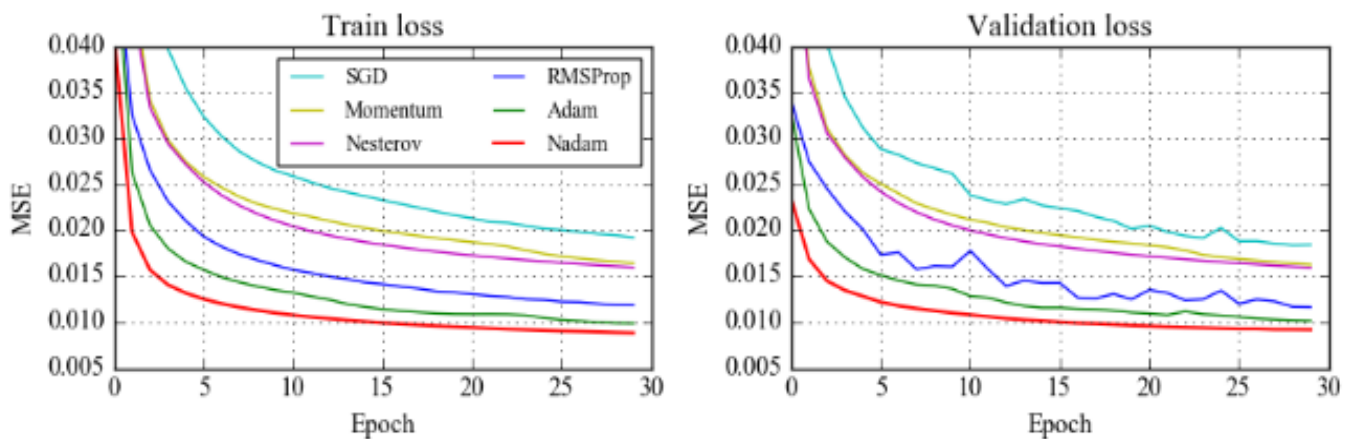 Train loss
MSE
0.040
0.035
0.030
0.025
0.020
0.015
0.010
0.005
SGD
Momentum
Nesterov
RMSProp
Adam
Nadam
0 5 10 15 20 25 30
Epoch
Validation loss
MSE
0.040
0.035
0.030
0.025
0.020
0.015
0.010
0.005
0 5 10 15 20 25 30
Epoch